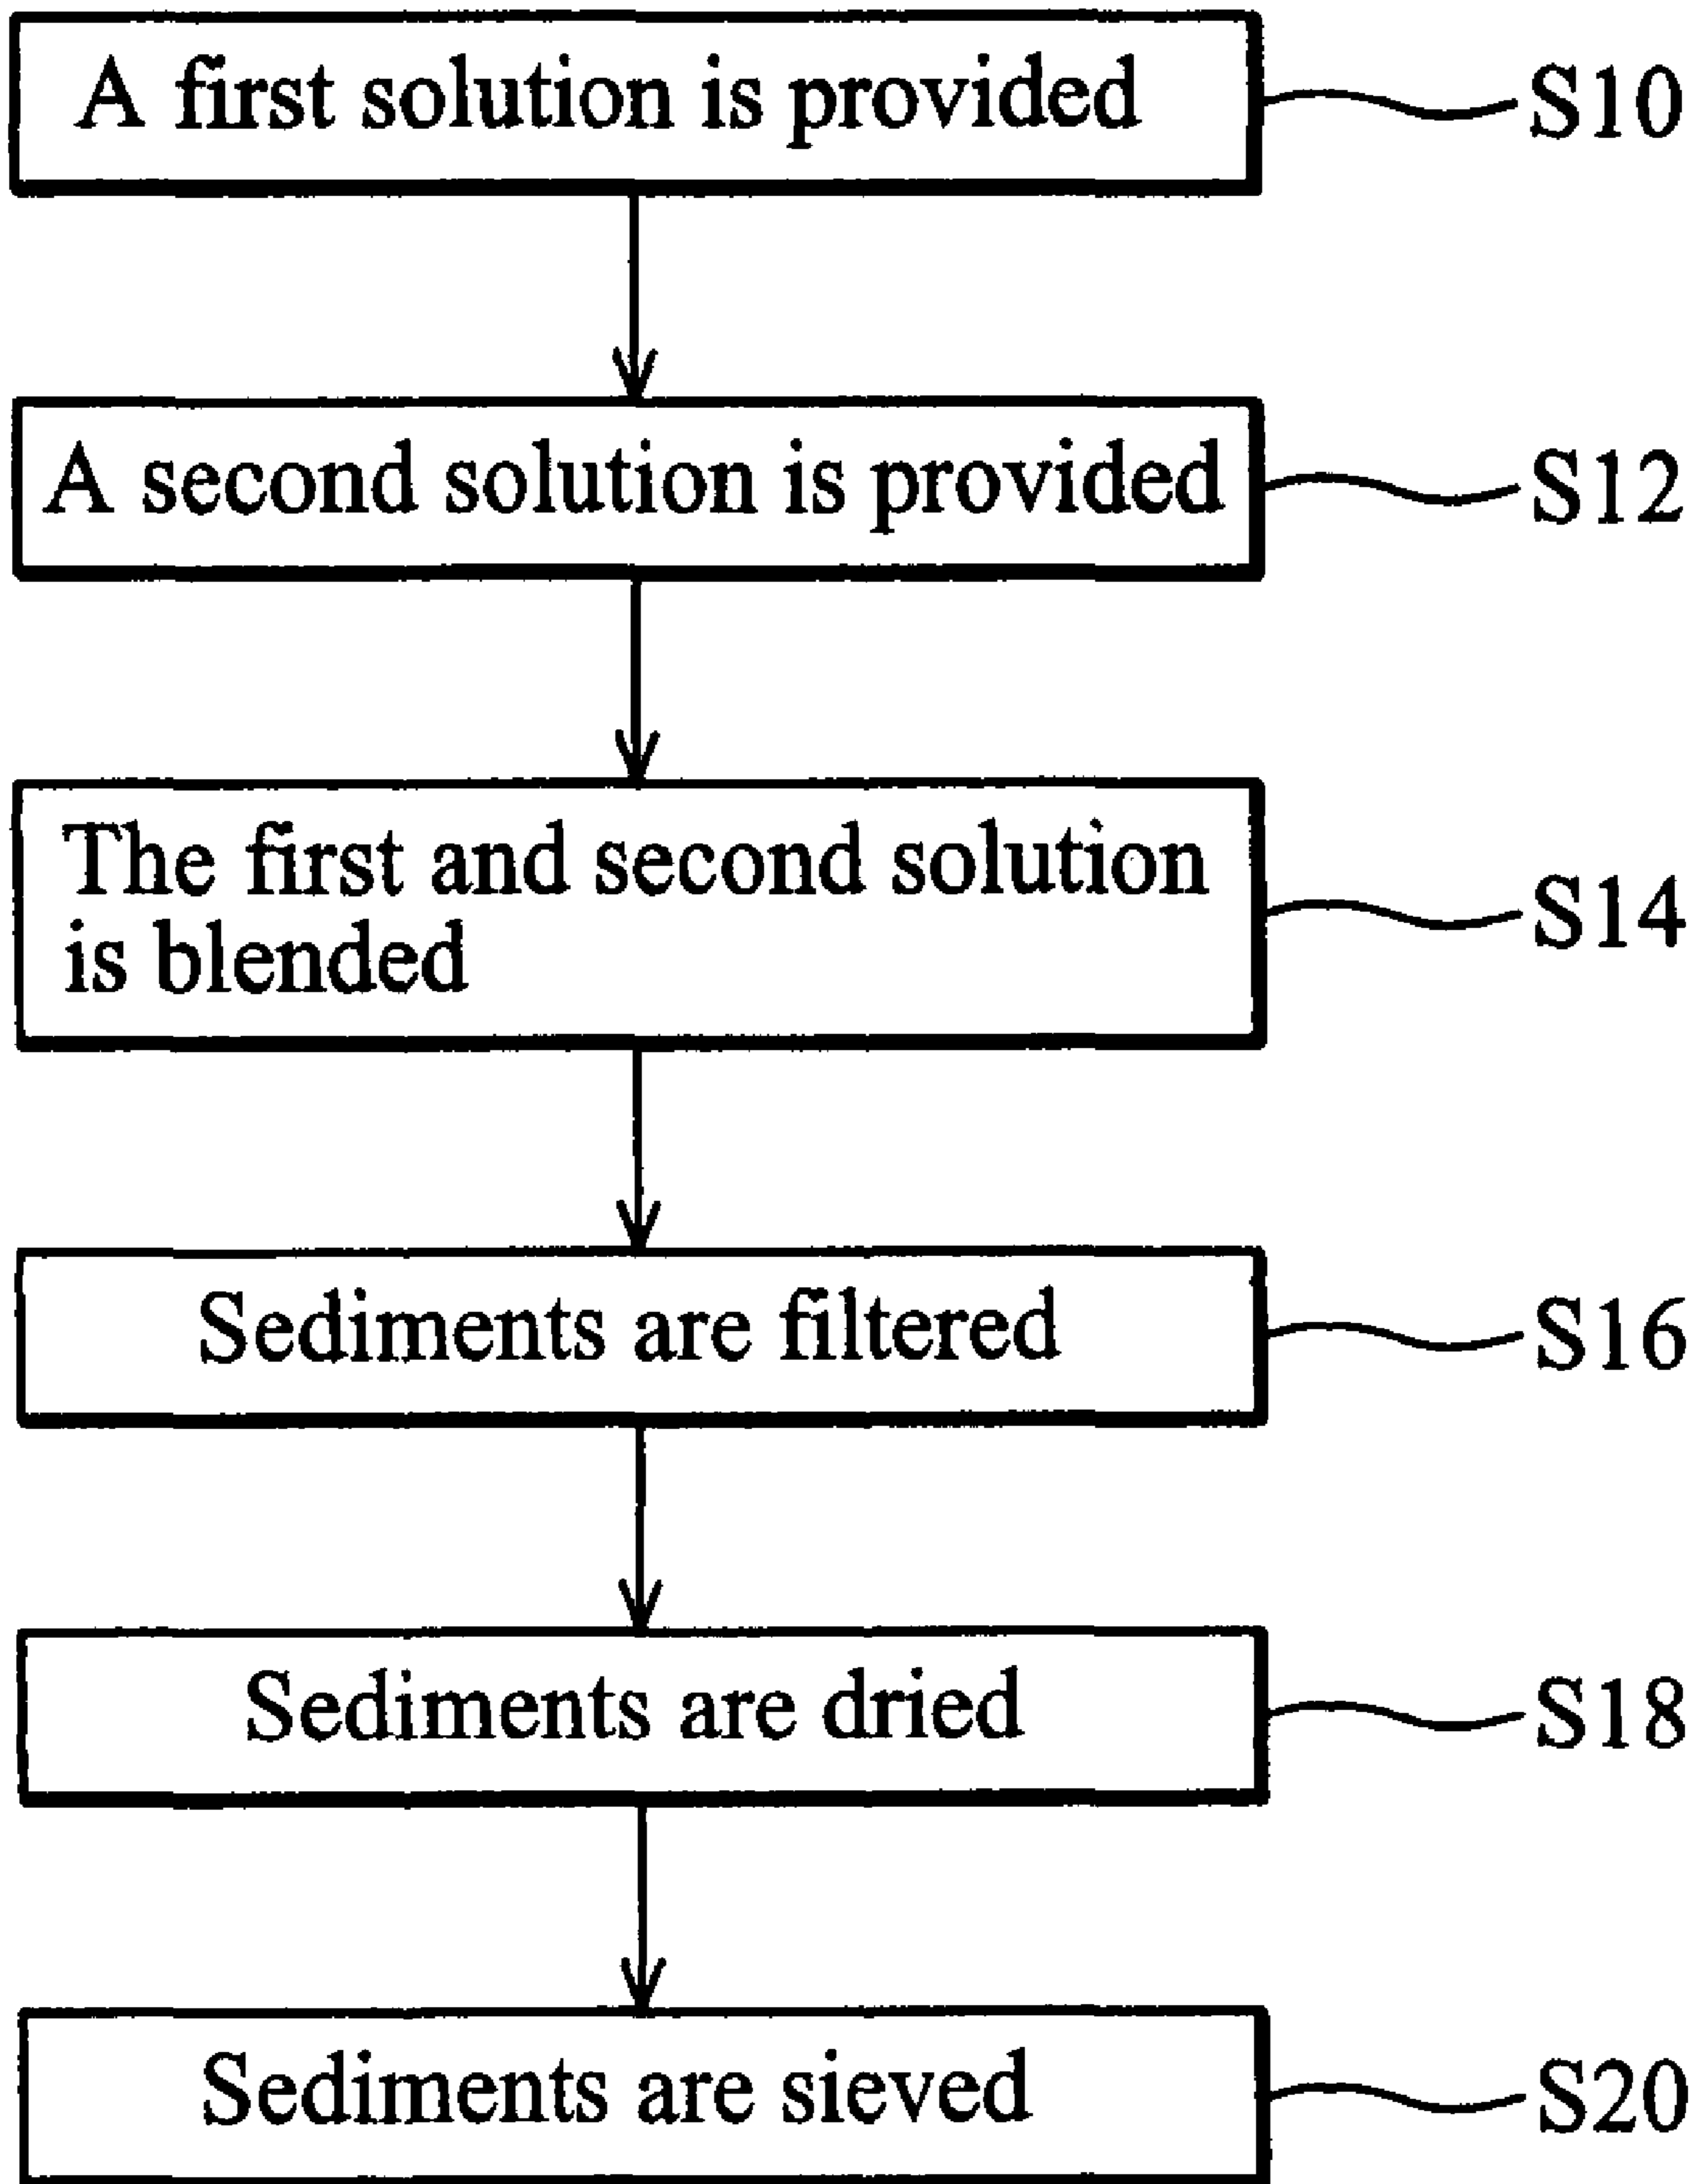 A first solution is provided
S10
A second solution is provided
S12
The first and second solution
is blended
S14
Sediments are filtered
S16
Sediments are dried
S18
Sediments are sieved
S20